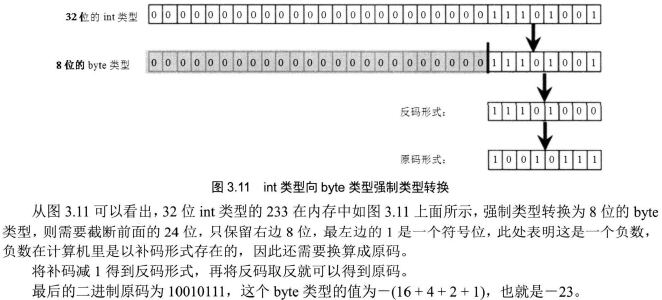 32位的 int 类型 0 0 0 0 0 0 0 0 0 0 0 0 0 0 0 0 0 0 0 0 0 0 0 0 1 1 1 0 1 0 0 1
8位的 byte 类型 0 0 0 0 0 0 0 0 0 0 0 0 0 0 0 0 0 0 0 0 0 0 0 0 1 1 1 0 1 0 0 1
反码形式： 1 1 1 0 1 0 0 0
原码形式： 1 0 0 1 0 1 1 1
图 3.11 int 类型向 byte 类型强制类型转换
从图 3.11 可以看出，32 位 int 类型的 233 在内存中如图 3.11 上面所示，强制类型转换为 8 位的 byte
类型，则需要截断前面的 24 位，只保留右边 8 位，最左边的 1 是一个符号位，此处表明这是一个负数，
负数在计算机里是以补码形式存在的，因此还需要换算成原码。
将补码减 1 得到反码形式，再将反码取反就可以得到原码。
最后的二进制原码为 10010111，这个 byte 类型的值为－(16 + 4 + 2 + 1)，也就是－23。